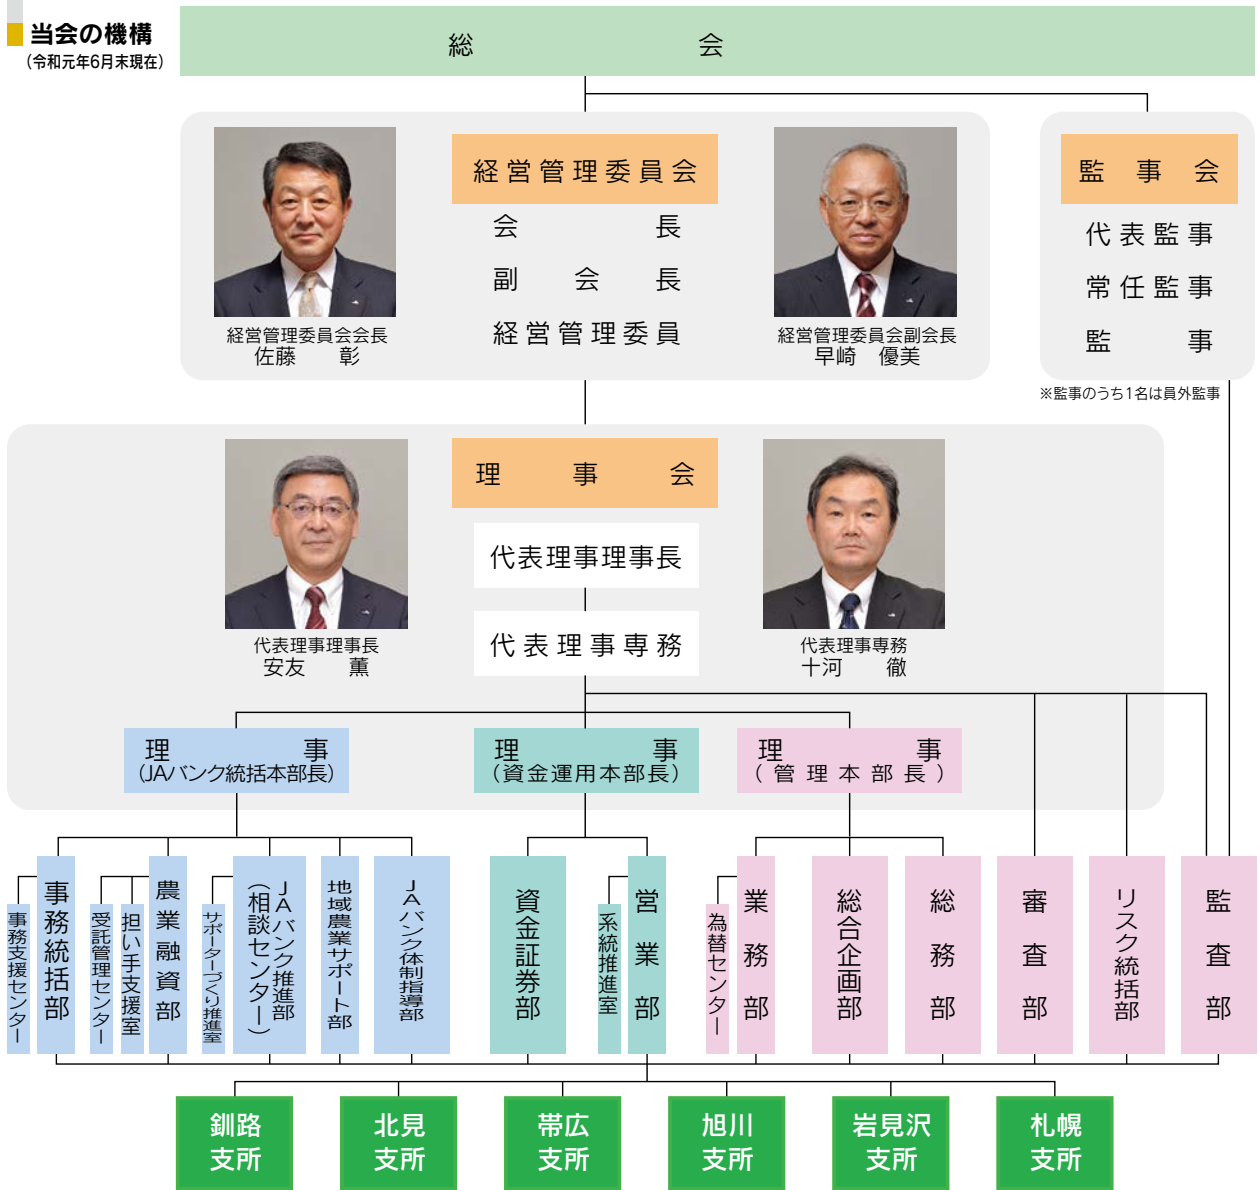 当会の機構
（令和元年6月末現在）
総会
経営管理委員会
会長
副会長
経営管理委員
経営管理委員会会長
佐藤　彰
経営管理委員会副会長
早崎　優美
監事会
代表監事
常任監事
監事
※監事のうち1名は員外監事
理事会
代表理事理事長
代表理事専務
代表理事理事長
安友　薫
代表理事専務
十河　徹
理事
（JAバンク統括本部長）
理事
（資金運用本部長）
理事
（管理本部長）
事務支援センター
事務統括部
受託管理センター
担い手支援室
農業融資部
サポーターづくり推進室
JAバンク推進部
（相談センター）
地域農業サポート部
JAバンク体制指導部
資金証券部
系統推進室
営業部
為替センター
業務部
総合企画部
総務部
審査部
リスク統括部
監査部
釧路
支所
北見
支所
帯広
支所
旭川
支所
岩見沢
支所
札幌
支所